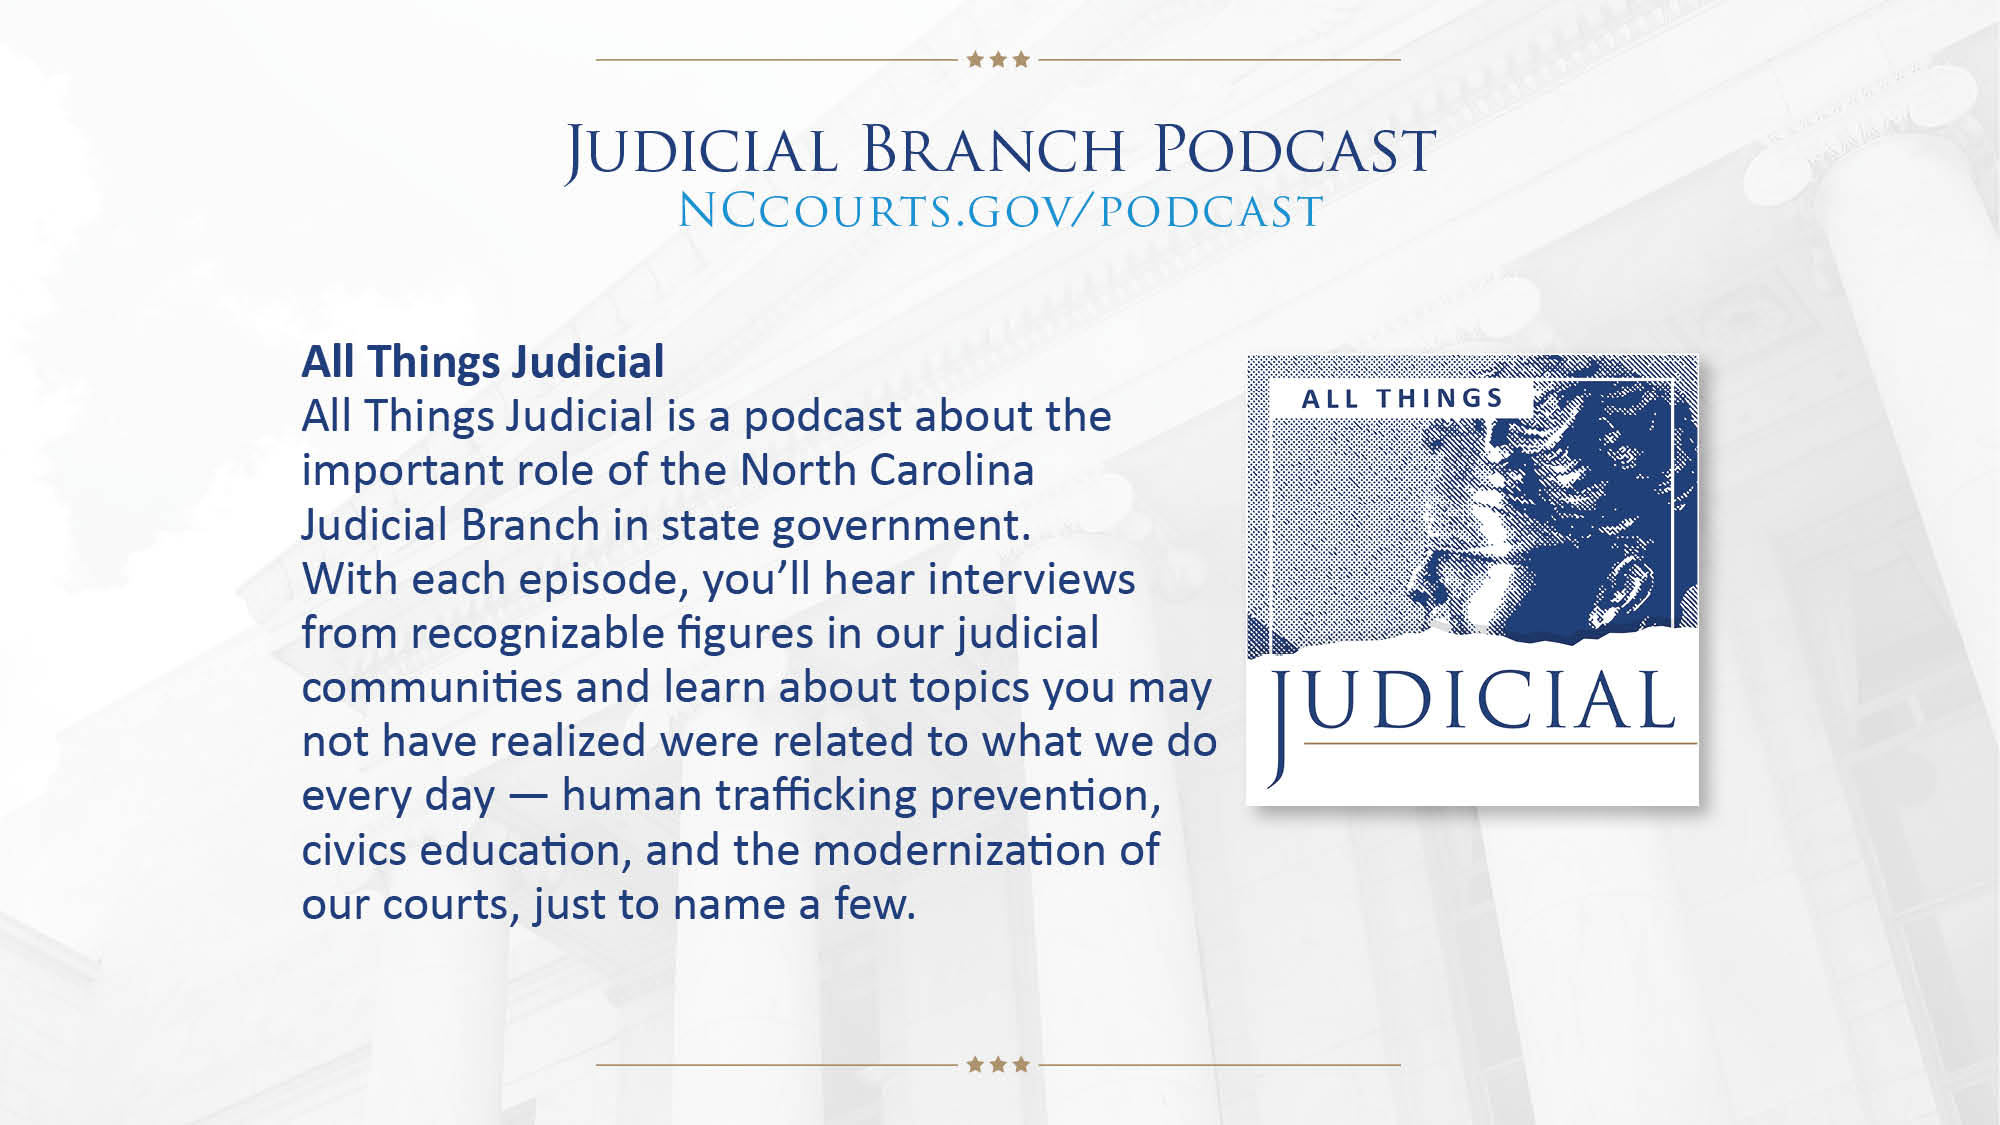 Judicial Branch Podcast
NCcourts.gov/podcast
All Things Judicial
All Things Judicial is a podcast about the
important role of the North Carolina
Judicial Branch in state government.
With each episode, you’ll hear interviews
from recognizable figures in our judicial
communities and learn about topics you may
not have realized were related to what we do
every day — human trafficking prevention,
civics education, and the modernization of
our courts, just to name a few.
ALL THINGS
JUDICIAL